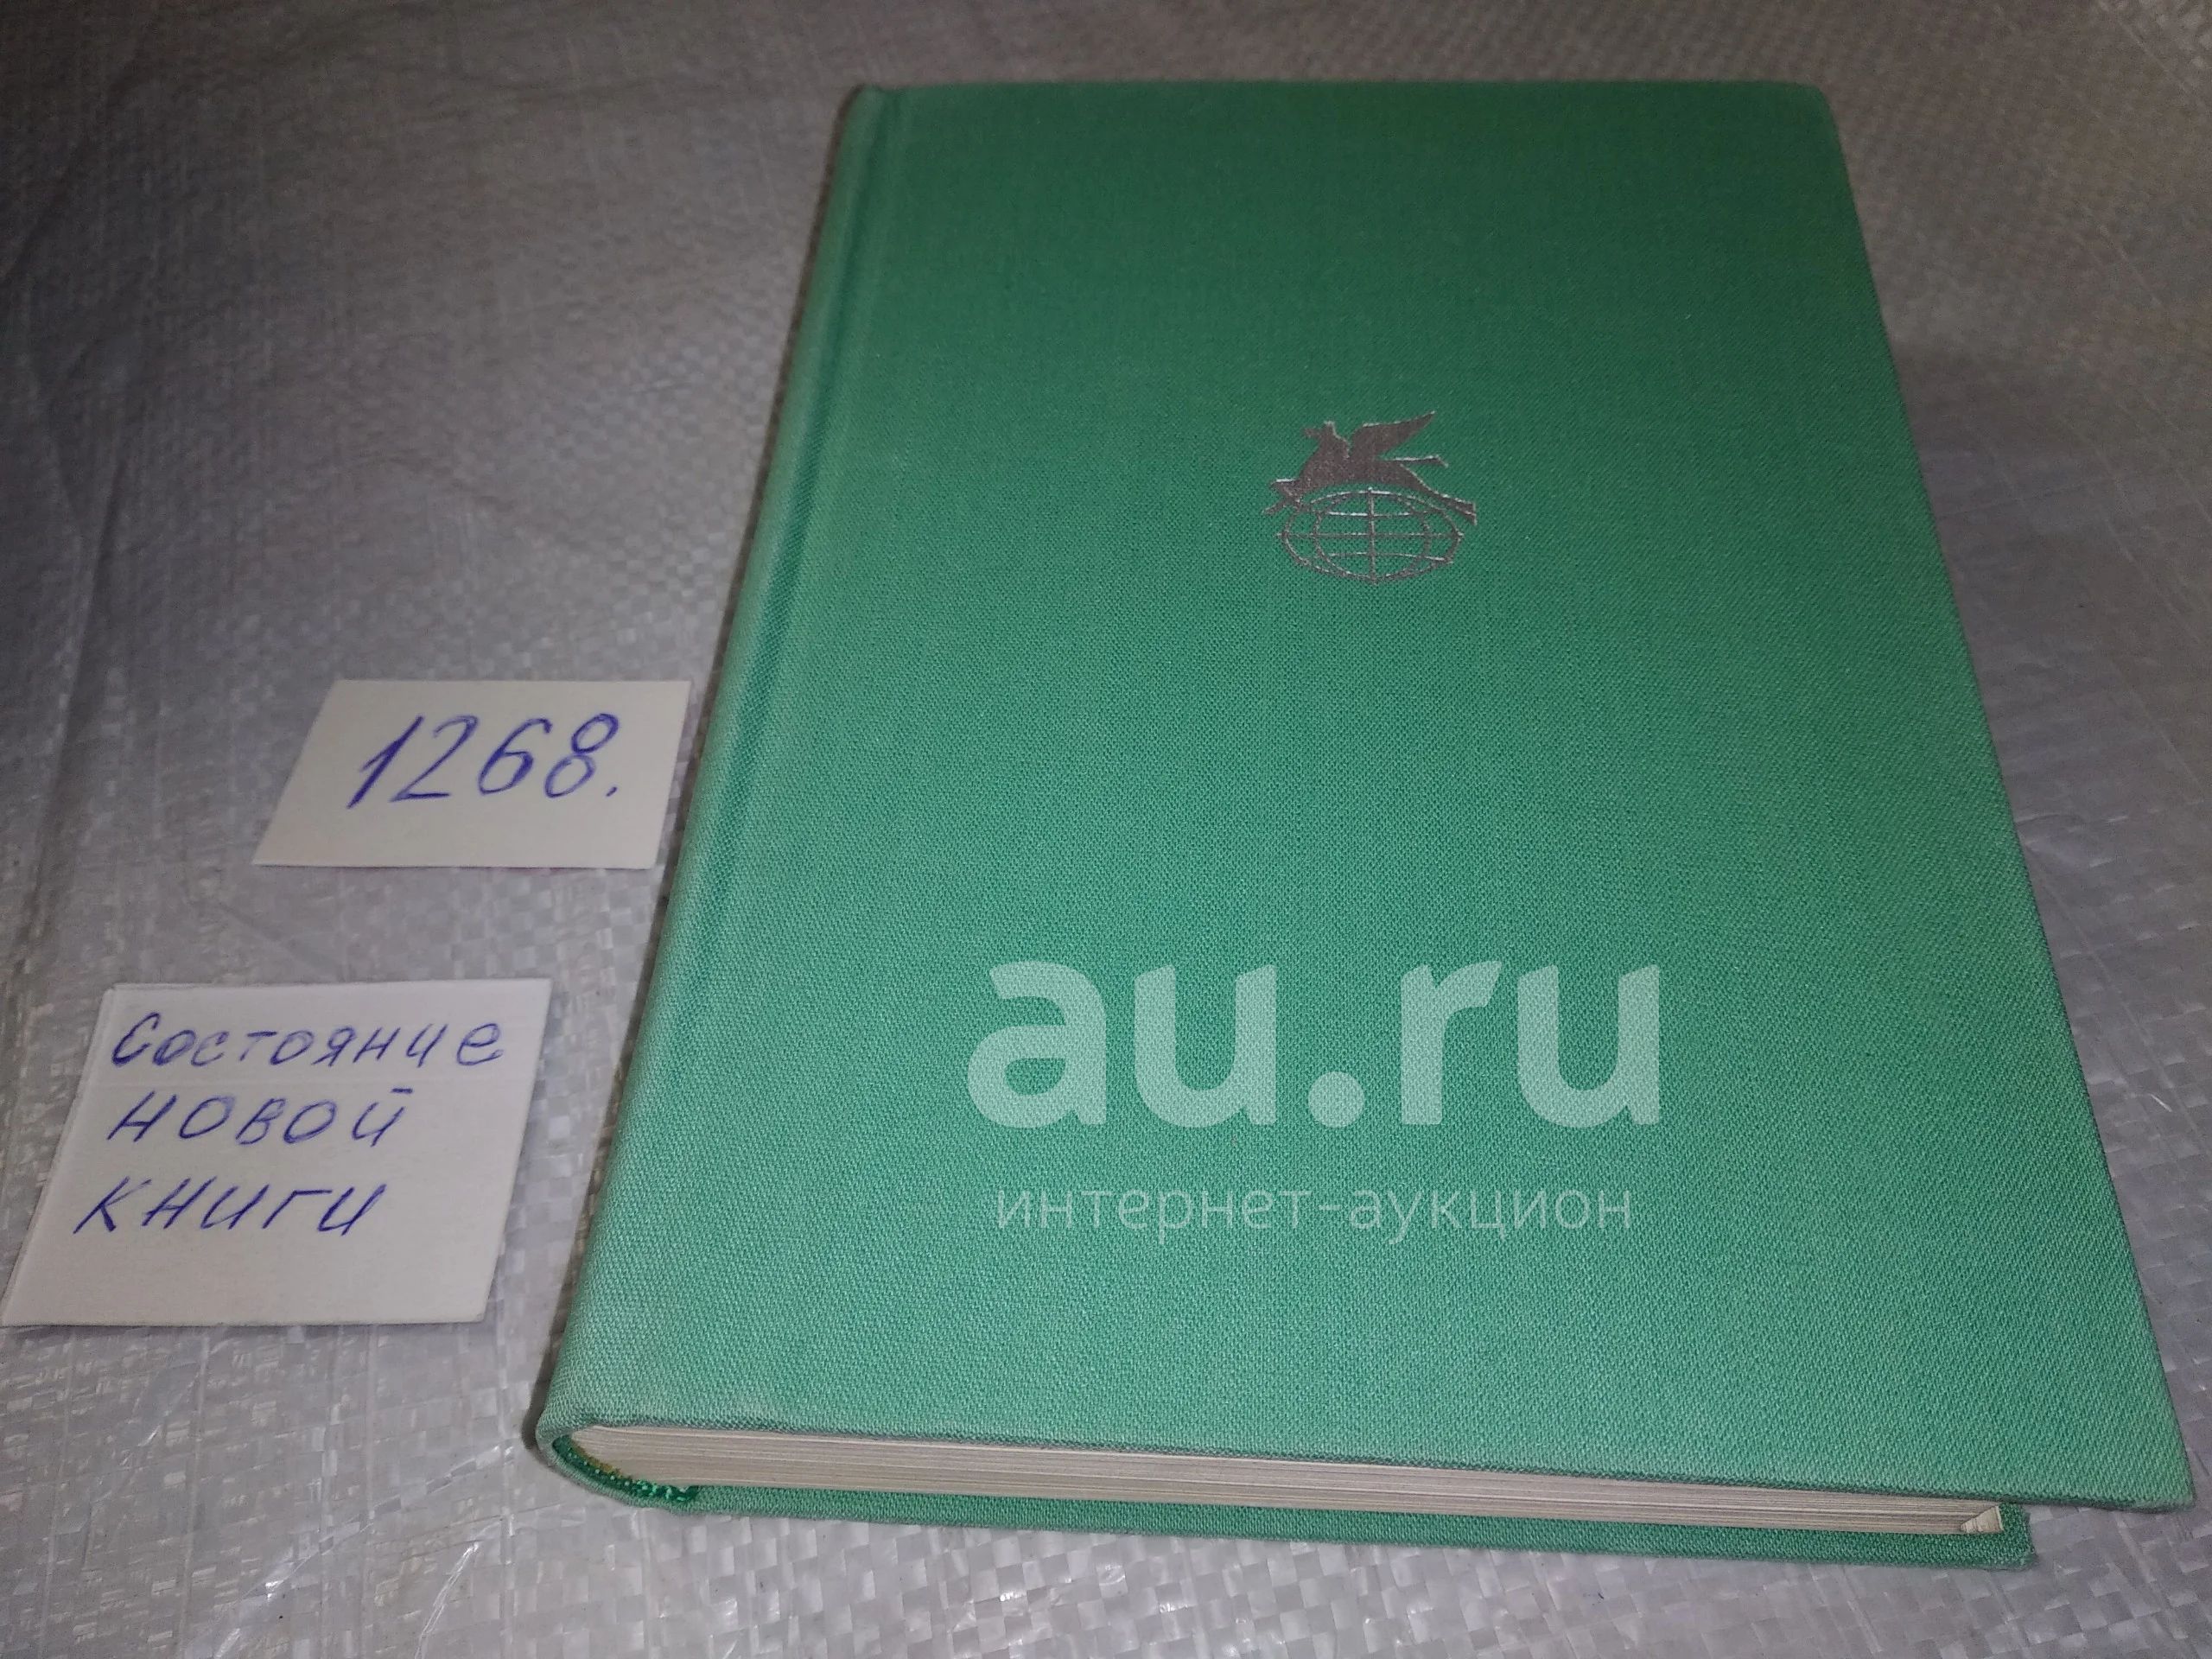 1268.
Состояние
новой
книги
au.ru
интернет-аукцион